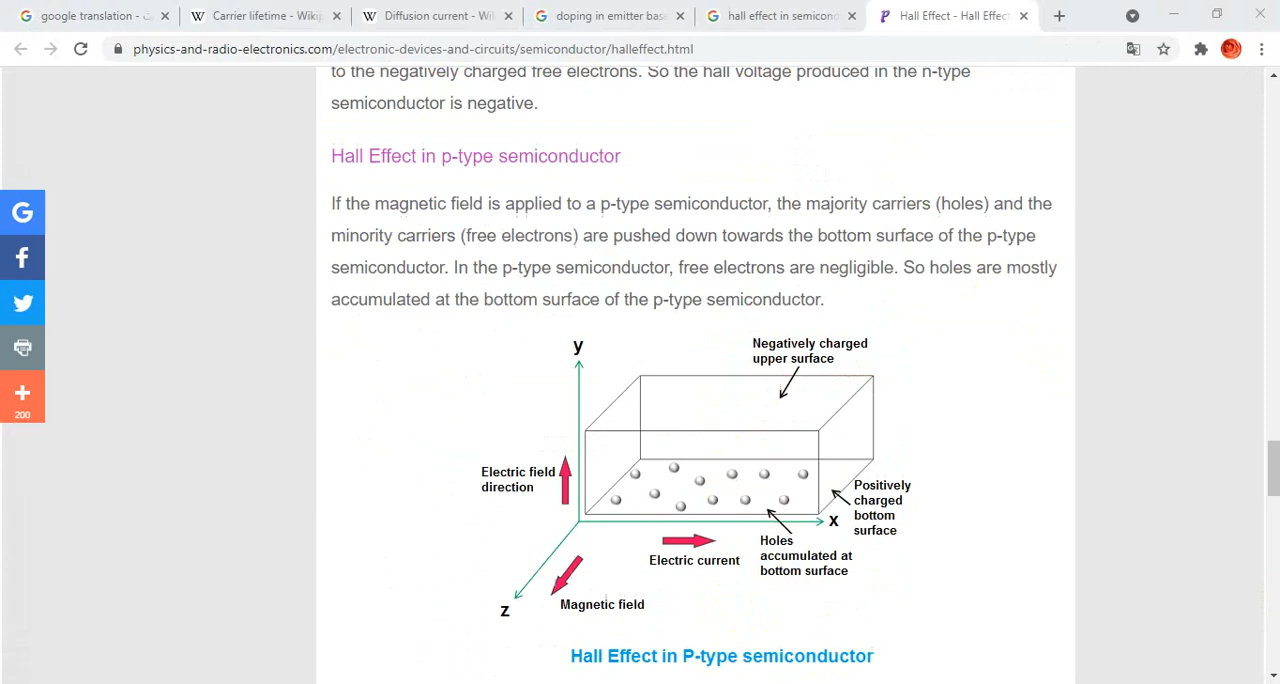 google translation - ت
Carrier lifetime - Wikip
Diffusion current - Wi
doping in emitter base
hall effect in semicond
Hall Effect - Hall Effect
physics-and-radio-electronics.com/electronic-devices-and-circuits/semiconductor/halleffect.html
to the negatively charged free electrons. So the hall voltage produced in the n-type
semiconductor is negative.
Hall Effect in p-type semiconductor
If the magnetic field is applied to a p-type semiconductor, the majority carriers (holes) and the
minority carriers (free electrons) are pushed down towards the bottom surface of the p-type
semiconductor. In the p-type semiconductor, free electrons are negligible. So holes are mostly
accumulated at the bottom surface of the p-type semiconductor.
200
y
Negatively charged
upper surface
Electric field
direction
Positively
charged
bottom
surface
x
Holes
accumulated at
bottom surface
Electric current
Magnetic field
z
Hall Effect in P-type semiconductor